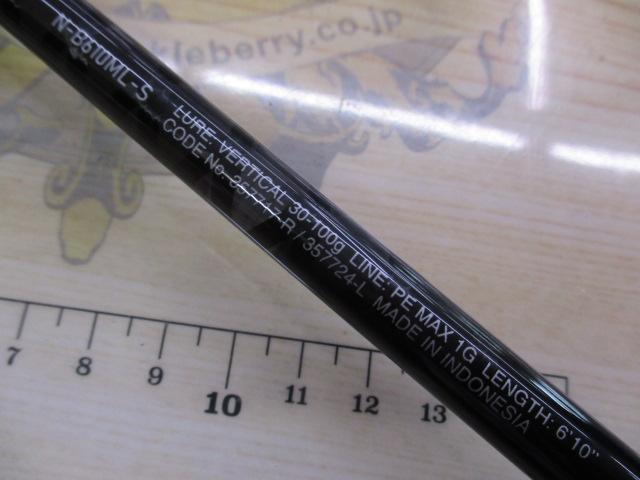 kleberry.co.jp
N-B610ML-S
LURE: VERTICAL 30-100g LINE: PE MAX 1G LENGTH: 6'10"
CODE No. 357717-R / 357724-L MADE IN INDONESIA
7 8 9 10 11 12 13